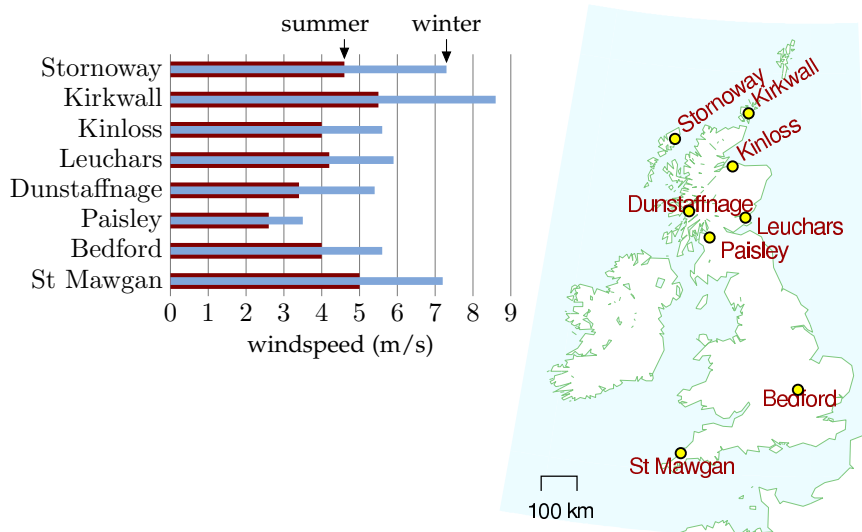 summer winter
Stornoway
Kirkwall
Kinloss
Leuchars
Dunstaffnage
Paisley
Bedford
St Mawgan
0 1 2 3 4 5 6 7 8 9
windspeed (m/s)
Stornoway
Kirkwall
Kinloss
Dunstaffnage
Leuchars
Paisley
Bedford
St Mawgan
100 km